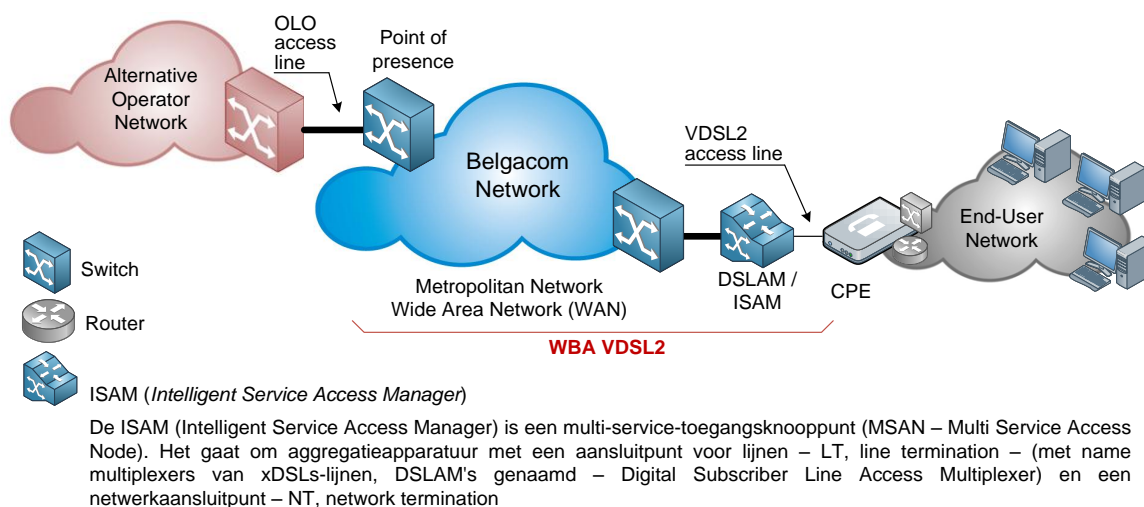 OLO
access
line
Point of
presence
Alternative
Operator
Network
VDSL2
access line
Belgacom
Network
End-User
Network
Switch
Metropolitan Network
Wide Area Network (WAN)
DSLAM /
ISAM
CPE
Router
WBA VDSL2
ISAM (Intelligent Service Access Manager)
De ISAM (Intelligent Service Access Manager) is een multi-service-toegangsknooppunt (MSAN – Multi Service Access
Node). Het gaat om aggregatieapparatuur met een aansluitpunt voor lijnen – LT, line termination – (met name
multiplexers van xDSLs-lijnen, DSLAM's genaamd – Digital Subscriber Line Access Multiplexer) en een
netwerkaansluitpunt – NT, network termination